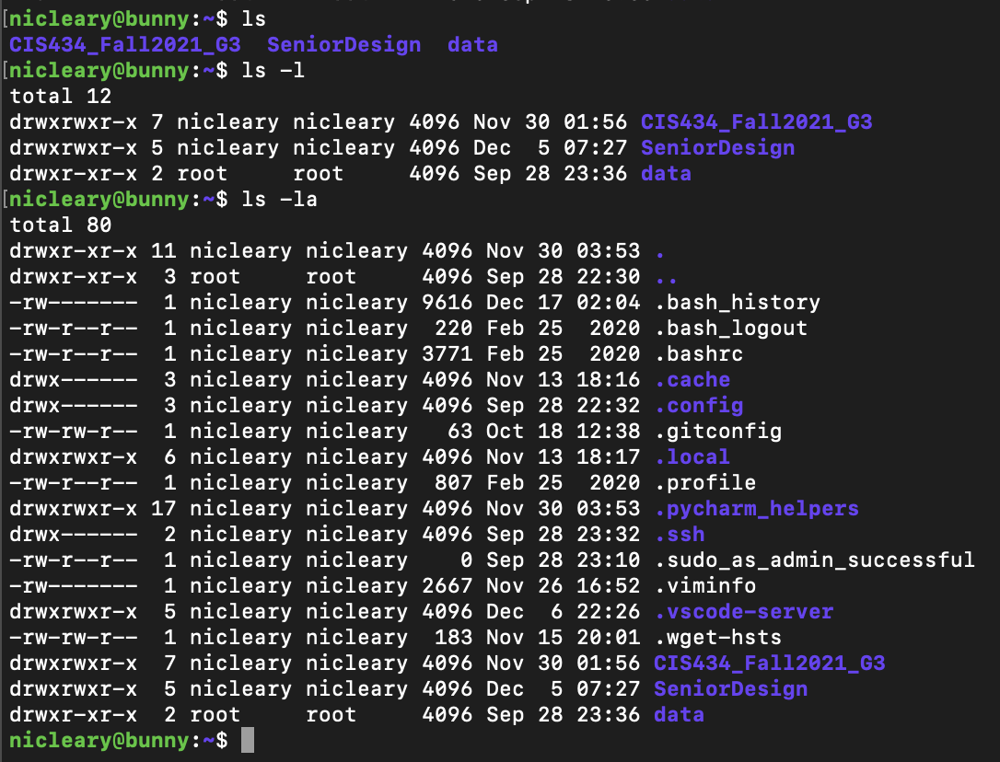 [nicleary@bunny:~$ ls
CIS434_Fall2021_G3  SeniorDesign  data
[nicleary@bunny:~$ ls -l
total 12
drwxrwxr-x 7 nicleary nicleary 4096 Nov 30 01:56 CIS434_Fall2021_G3
drwxrwxr-x 5 nicleary nicleary 4096 Dec  5 07:27 SeniorDesign
drwxr-xr-x 2 root     root     4096 Sep 28 23:36 data
[nicleary@bunny:~$ ls -la
total 80
drwxr-xr-x 11 nicleary nicleary 4096 Nov 30 03:53 .
drwxr-xr-x  3 root     root     4096 Sep 28 22:30 ..
-rw-------  1 nicleary nicleary 9616 Dec 17 02:04 .bash_history
-rw-r--r--  1 nicleary nicleary  220 Feb 25  2020 .bash_logout
-rw-r--r--  1 nicleary nicleary 3771 Feb 25  2020 .bashrc
drwx------  3 nicleary nicleary 4096 Nov 13 18:16 .cache
drwx------  3 nicleary nicleary 4096 Sep 28 22:32 .config
-rw-rw-r--  1 nicleary nicleary   63 Oct 18 12:38 .gitconfig
drwxrwxr-x  6 nicleary nicleary 4096 Nov 13 18:17 .local
-rw-r--r--  1 nicleary nicleary  807 Feb 25  2020 .profile
drwxrwxr-x 17 nicleary nicleary 4096 Nov 30 03:53 .pycharm_helpers
drwx------  2 nicleary nicleary 4096 Sep 28 23:32 .ssh
-rw-r--r--  1 nicleary nicleary    0 Sep 28 23:10 .sudo_as_admin_successful
-rw-------  1 nicleary nicleary 2667 Nov 26 16:52 .viminfo
drwxrwxr-x  5 nicleary nicleary 4096 Dec  6 22:26 .vscode-server
-rw-rw-r--  1 nicleary nicleary  183 Nov 15 20:01 .wget-hsts
drwxrwxr-x  7 nicleary nicleary 4096 Nov 30 01:56 CIS434_Fall2021_G3
drwxrwxr-x  5 nicleary nicleary 4096 Dec  5 07:27 SeniorDesign
drwxr-xr-x  2 root     root     4096 Sep 28 23:36 data
nicleary@bunny:~$